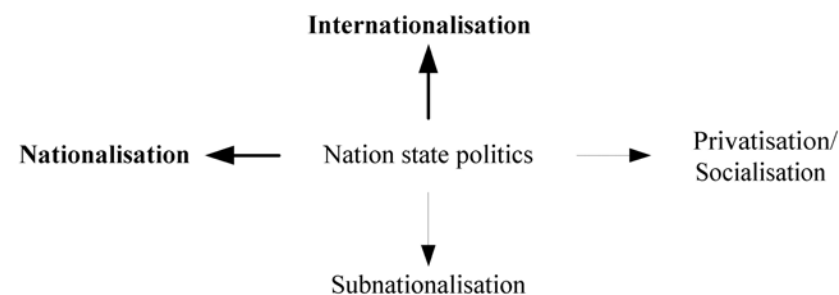 Internationalisation
Nationalisation
Nation state politics
Privatisation/
Socialisation
Subnationalisation